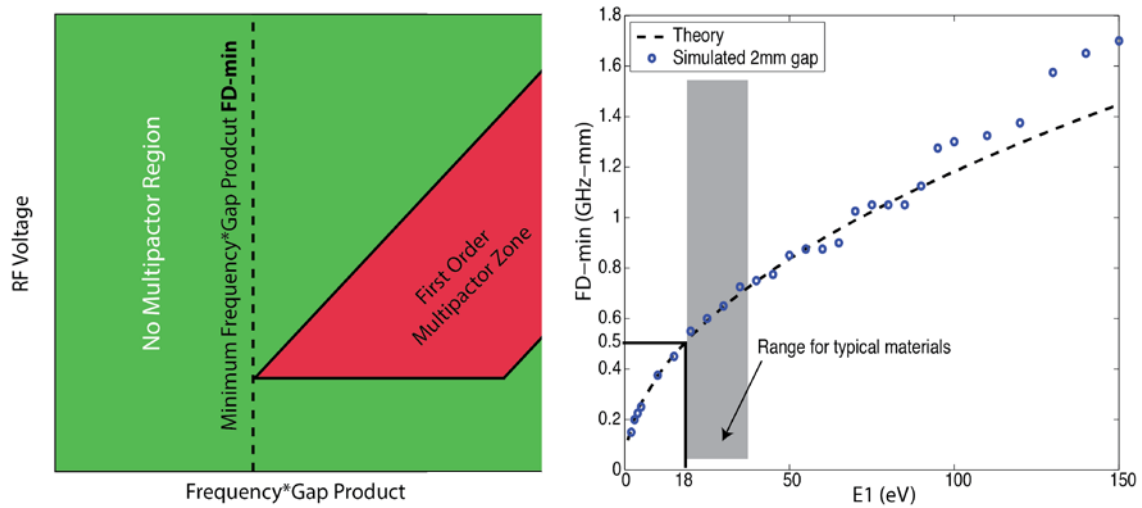 RF Voltage
No Multipactor Region
Minimum Frequency*Gap Prodcut FD-min
First Order
Multipactor Zone
Frequency*Gap Product
FD-min (GHz-mm)
1.8
1.6
1.4
1.2
1
0.8
0.6
0.5
0.4
0.2
0
Theory
Simulated 2mm gap
Range for typical materials
0
18
50
100
150
E1 (eV)